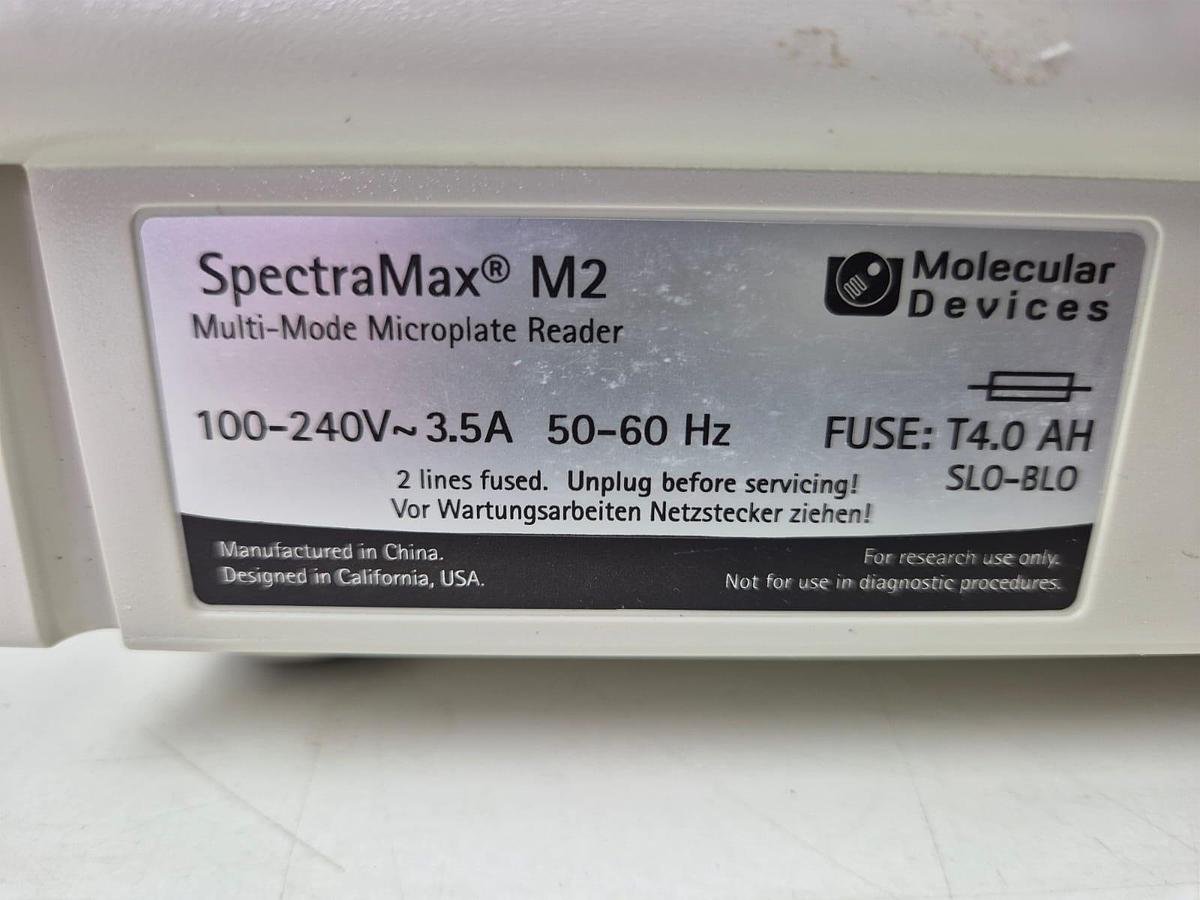 SpectraMax® M2
Multi-Mode Microplate Reader
Molecular
Devices
100-240V~ 3.5A 50-60 Hz
FUSE: T4.0 AH
SLO-BLO
2 lines fused. Unplug before servicing!
Vor Wartungsarbeiten Netzstecker ziehen!
Manufactured in China.
Designed in California, USA.
For research use only.
Not for use in diagnostic procedures.